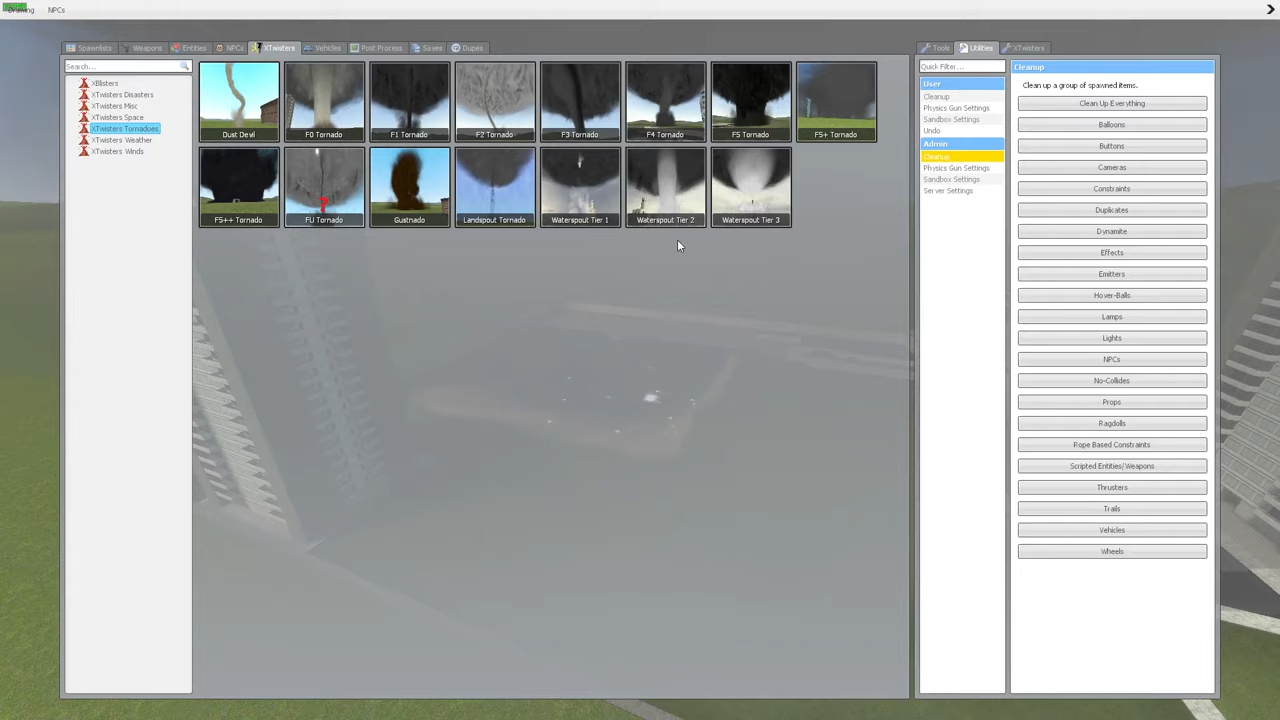 Drawing NPCs
Spawnlists Weapons Entities NPCs XTwisters Vehicles Post Process Saves Dupes
Tools Utilities XTwisters
Search...
XBlisters
XTwisters Disasters
XTwisters Misc
XTwisters Space
XTwisters Tornadoes
XTwisters Weather
XTwisters Winds
Dust Devil F0 Tornado F1 Tornado F2 Tornado F3 Tornado F4 Tornado F5 Tornado F5+ Tornado
F5++ Tornado FU Tornado Gustnado Landspout Tornado Waterspout Tier 1 Waterspout Tier 2 Waterspout Tier 3
Quick Filter...
User
Cleanup
Physics Gun Settings
Sandbox Settings
Undo
Admin
Cleanup
Physics Gun Settings
Sandbox Settings
Server Settings
Cleanup
Clean up a group of spawned items.
Clean Up Everything
Balloons
Buttons
Cameras
Constraints
Duplicates
Dynamite
Effects
Emitters
Hover-Balls
Lamps
Lights
NPCs
No-Collides
Props
Ragdolls
Rope Based Constraints
Scripted Entities/Weapons
Thrusters
Trails
Vehicles
Wheels